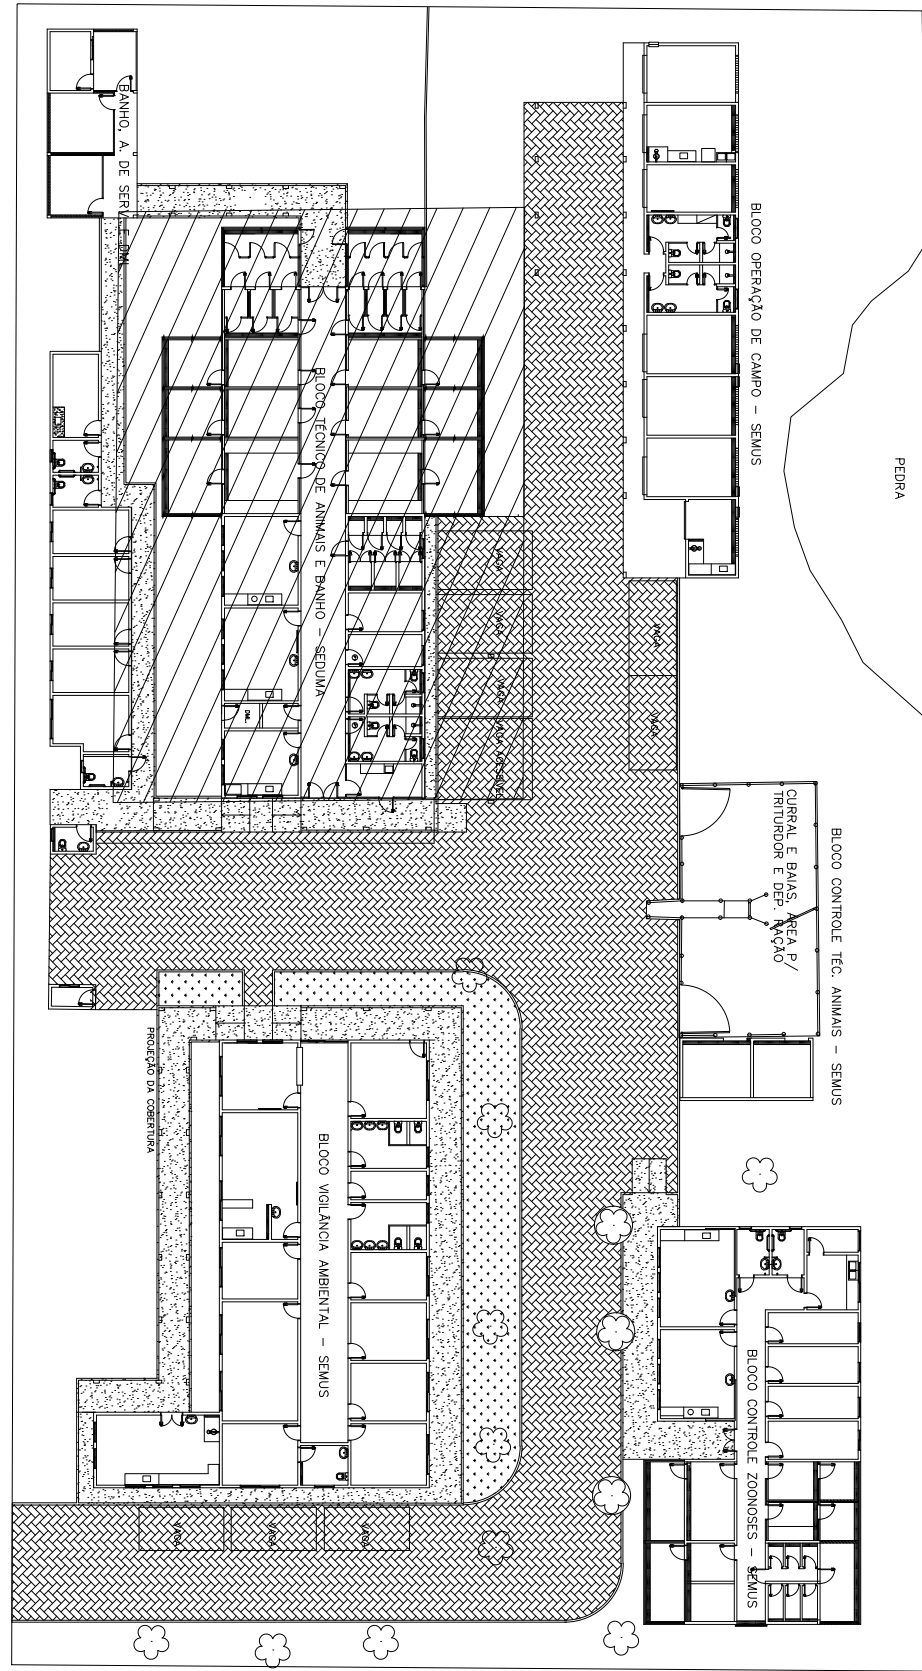 BANHO, A. DE SERV. E DML
BLOCO OPERAÇÃO DE CAMPO - SEMUS
PEDRA
BLOCO TÉCNICO DE ANIMAIS E BANHO - SEDUMA
VAGA
VAGA
VAGA
VAGA ACESSÍVEL
VAGA
VAGA
DML
CURRAL E BAIAS, ÁREA P/
TRITURDOR E DEP. RAÇÃO
BLOCO CONTROLE TÉC. ANIMAIS - SEMUS
PROJEÇÃO DA COBERTURA
BLOCO VIGILÂNCIA AMBIENTAL - SEMUS
BLOCO CONTROLE ZOONOSES - SEMUS
VAGA
VAGA
VAGA